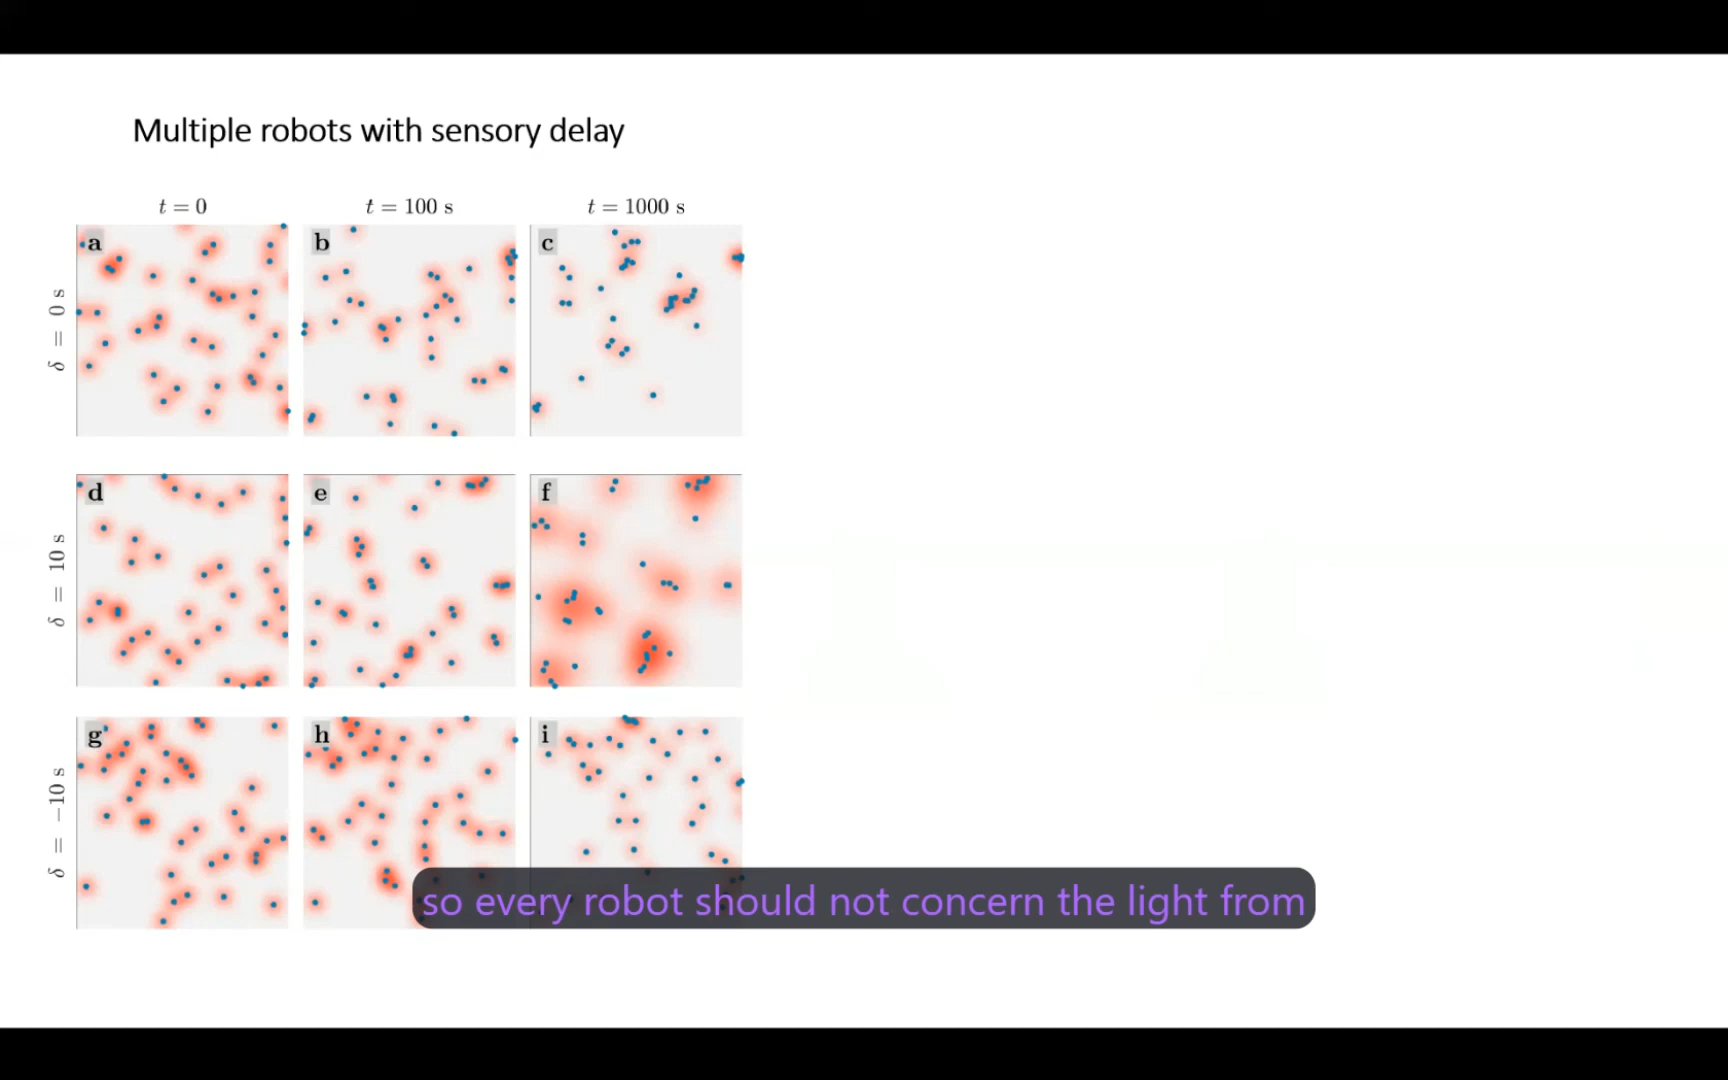 Multiple robots with sensory delay
t = 0 t = 100 s t = 1000 s
δ = 0 s
a b c
δ = 10 s
d e f
δ = −10 s
g h i
so every robot should not concern the light from